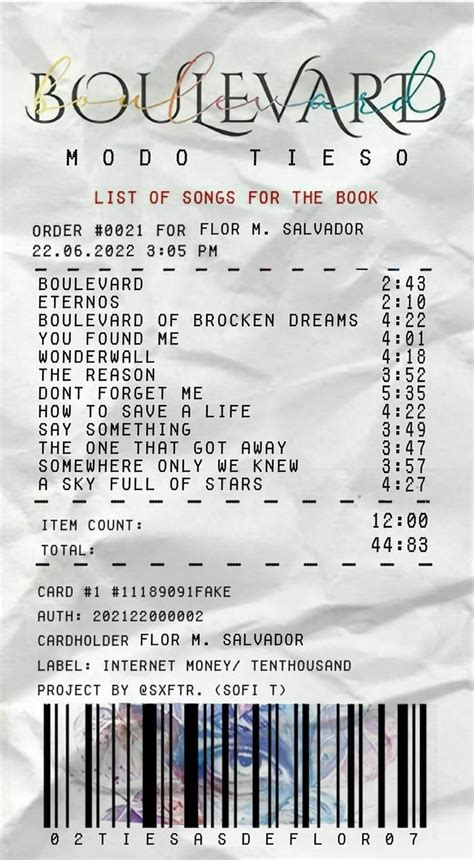 BOULEVARD
boulevard
MODO TIESO
LIST OF SONGS FOR THE BOOK
ORDER #0021 FOR FLOR M. SALVADOR
22.06.2022 3:05 PM
BOULEVARD 2:43
ETERNOS 2:10
BOULEVARD OF BROCKEN DREAMS 4:22
YOU FOUND ME 4:01
WONDERWALL 4:18
THE REASON 3:52
DONT FORGET ME 5:35
HOW TO SAVE A LIFE 4:22
SAY SOMETHING 3:49
THE ONE THAT GOT AWAY 3:47
SOMEWHERE ONLY WE KNEW 3:57
A SKY FULL OF STARS 4:27
ITEM COUNT: 12:00
TOTAL: 44:83
CARD #1 #11189091FAKE
AUTH: 202122000002
CARDHOLDER FLOR M. SALVADOR
LABEL: INTERNET MONEY/ TENTHOUSAND
PROJECT BY @SXFTR. (SOFI T)
02TIESASDEFLOR07